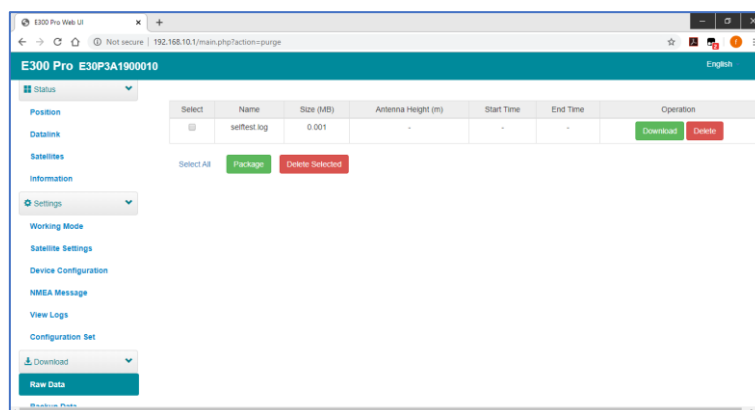 E300 Pro Web UI
Not secure | 192.168.10.1/main.php?action=purge
E300 Pro E30P3A1900010
English
Status
Position
Datalink
Satellites
Information
Settings
Working Mode
Satellite Settings
Device Configuration
NMEA Message
View Logs
Configuration Set
Download
Raw Data
Backup Data
Select Name Size (MB) Antenna Height (m) Start Time End Time Operation
selftest.log 0.001 - - - Download Delete
Select All Package Delete Selected